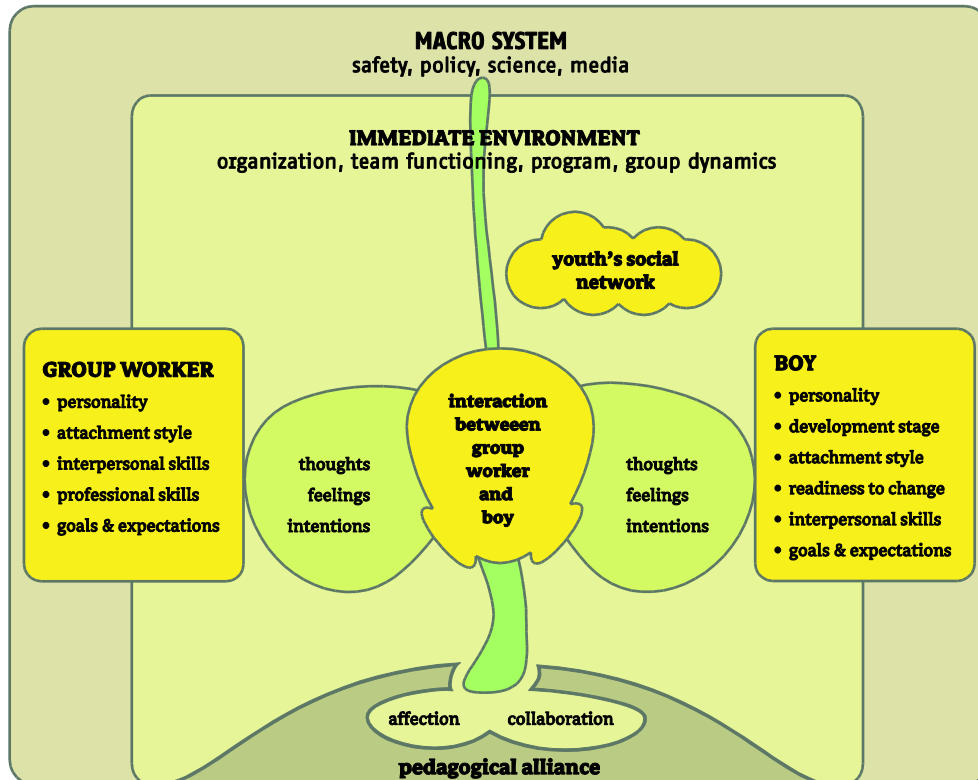 MACRO SYSTEM
safety, policy, science, media
IMMEDIATE ENVIRONMENT
organization, team functioning, program, group dynamics
youth's social
network
GROUP WORKER
• personality
• attachment style
• interpersonal skills
• professional skills
• goals & expectations
thoughts
feelings
intentions
interaction
betweeen
group
worker
and
boy
thoughts
feelings
intentions
BOY
• personality
• development stage
• attachment style
• readiness to change
• interpersonal skills
• goals & expectations
affection
collaboration
pedagogical alliance